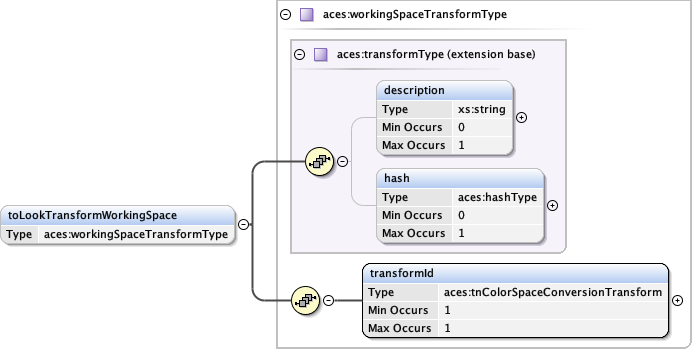 aces:workingSpaceTransformType
aces:transformType (extension base)
description
Type xs:string
Min Occurs 0
Max Occurs 1
hash
Type aces:hashType
Min Occurs 0
Max Occurs 1
toLookTransformWorkingSpace
Type aces:workingSpaceTransformType
transformId
Type aces:tnColorSpaceConversionTransform
Min Occurs 1
Max Occurs 1